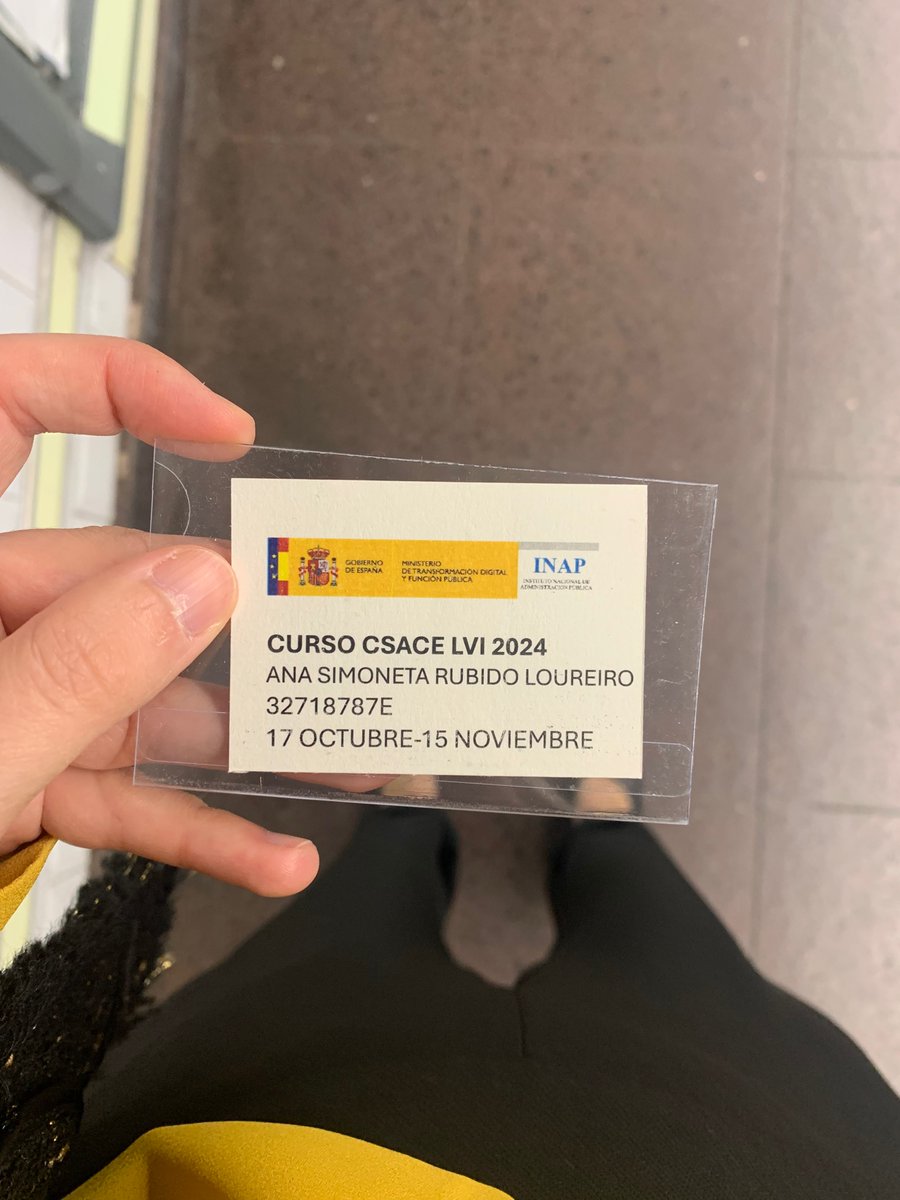 GOBIERNO
DE ESPAÑA
MINISTERIO
DE TRANSFORMACIÓN DIGITAL
Y FUNCIÓN PÚBLICA
INAP
INSTITUTO NACIONAL DE
ADMINISTRACIÓN PÚBLICA
CURSO CSACE LVI 2024
ANA SIMONETA RUBIDO LOUREIRO
32718787E
17 OCTUBRE-15 NOVIEMBRE